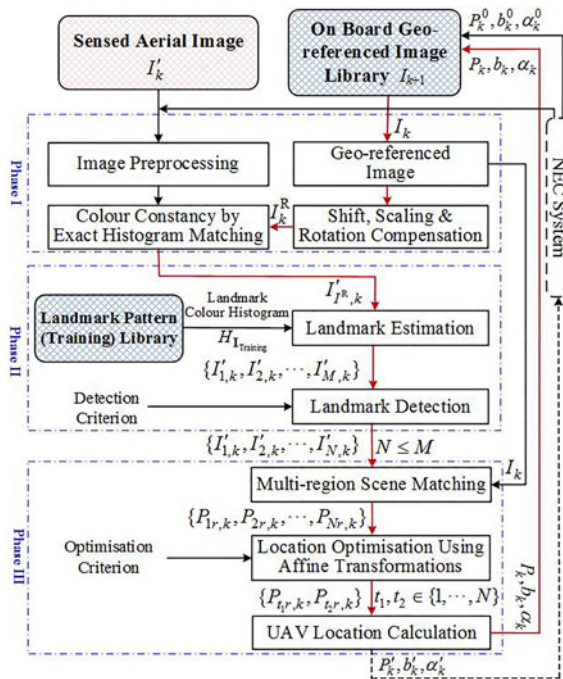 Sensed Aerial Image
I'_k
On Board Geo-
referenced Image
Library I_{k+1}
P_k^0, b_k^0, α_k^0
P_k, b_k, α_k
NEC System
Phase I
I_k
Image Preprocessing
Geo-referenced
Image
Colour Constancy by
Exact Histogram Matching
I_k^R
Shift, Scaling &
Rotation Compensation
Phase II
I'_{I^R,k}
Landmark Pattern
(Training) Library
Landmark
Colour Histogram
H_{I_Training}
Landmark Estimation
{I'_{1,k}, I'_{2,k}, ⋯, I'_{M,k}}
Detection
Criterion
Landmark Detection
{I'_{1,k}, I'_{2,k}, ⋯, I'_{N,k}} N ≤ M
I_k
Phase III
Multi-region Scene Matching
{P_{1r,k}, P_{2r,k}, ⋯, P_{Nr,k}}
Optimisation
Criterion
Location Optimisation Using
Affine Transformations
{P_{t_1r,k}, P_{t_2r,k}} t_1, t_2 ∈ {1, ⋯, N}
P_k, b_k, α_k
UAV Location Calculation
P'_k, b'_k, α'_k